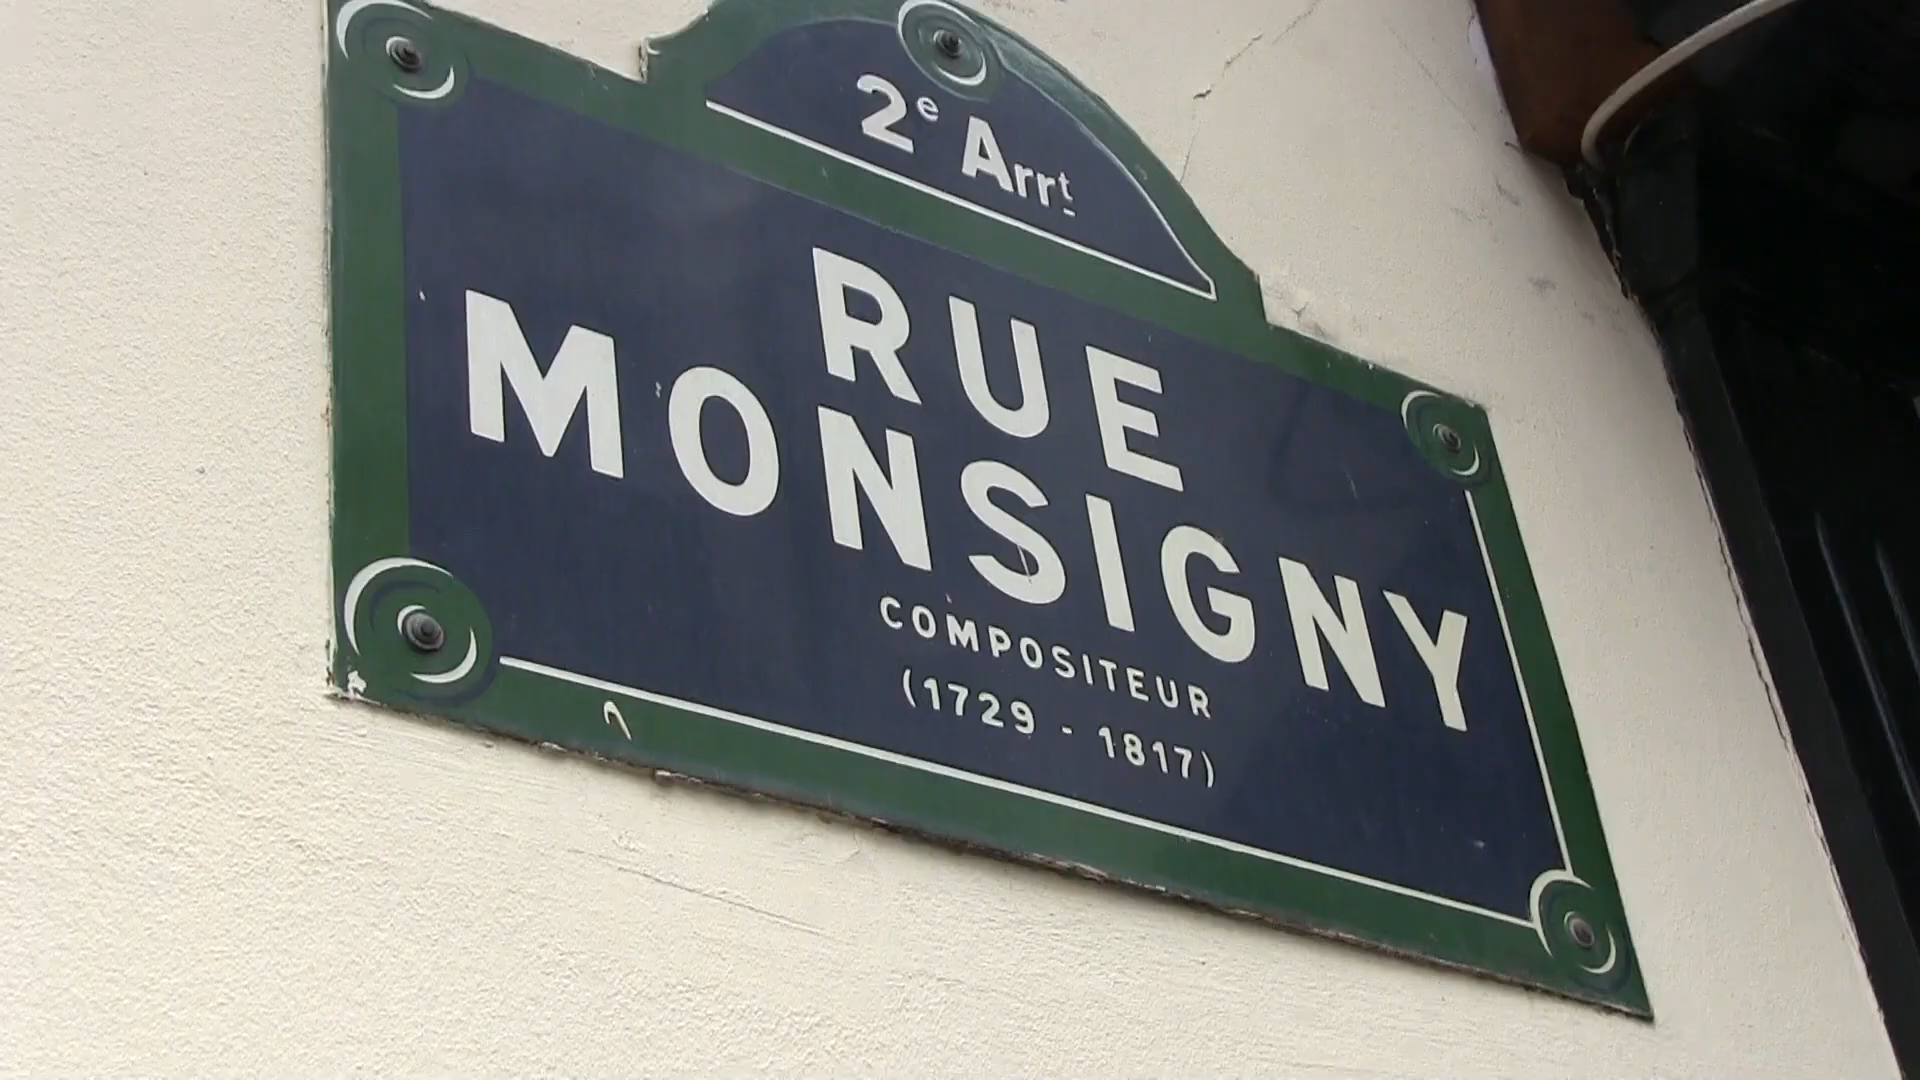 2e Arrt
RUE
MONSIGNY
COMPOSITEUR
(1729 - 1817)